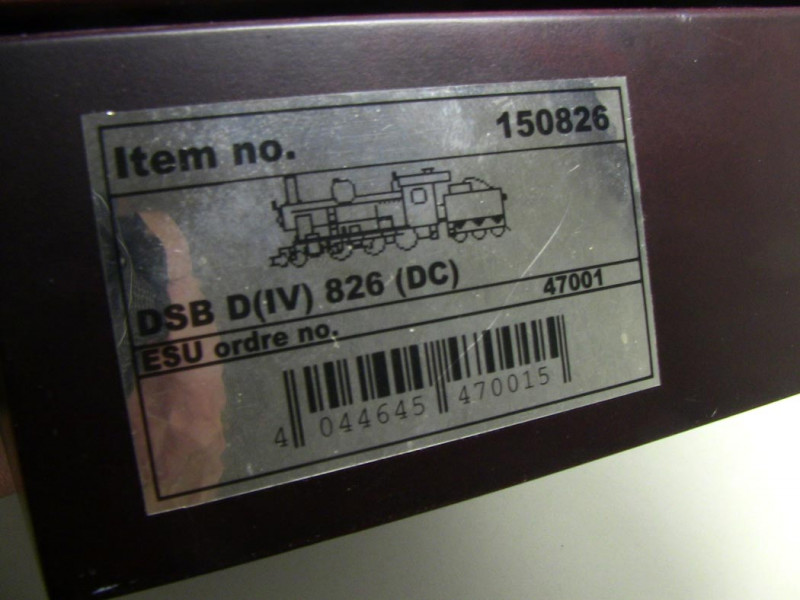 Item no. 150826
DSB D(IV) 826 (DC)
ESU ordre no. 47001
4 044645 470015